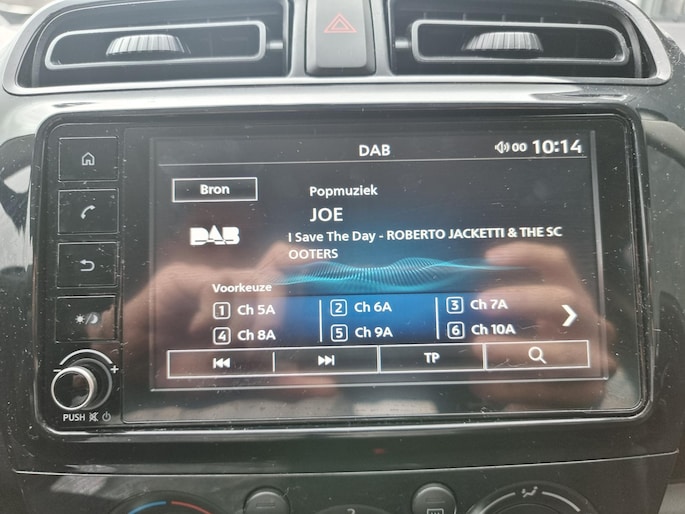 DAB
00 10:14
Bron
Popmuziek
JOE
DAB
I Save The Day - ROBERTO JACKETTI & THE SC
OOTERS
Voorkeuze
1 Ch 5A 2 Ch 6A 3 Ch 7A
4 Ch 8A 5 Ch 9A 6 Ch 10A
TP
- +
PUSH